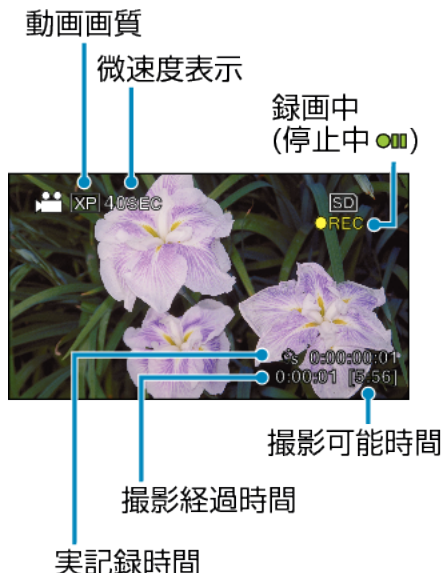 動画画質
微速度表示
録画中
(停止中●II)
XP 40SEC
SD
●REC
0:00:00:01
0:00:01 [5:56]
撮影可能時間
撮影経過時間
実記録時間